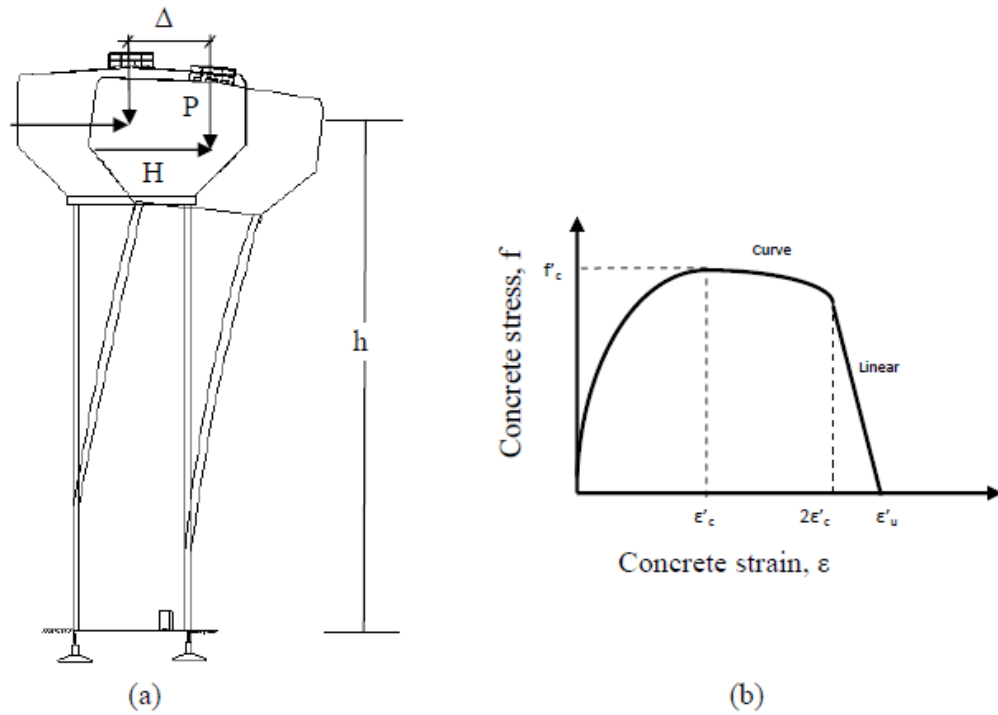 Δ
P
H
h
(a)
Concrete stress, f
f'c
Curve
Linear
ε'c
2ε'c
ε'u
Concrete strain, ε
(b)